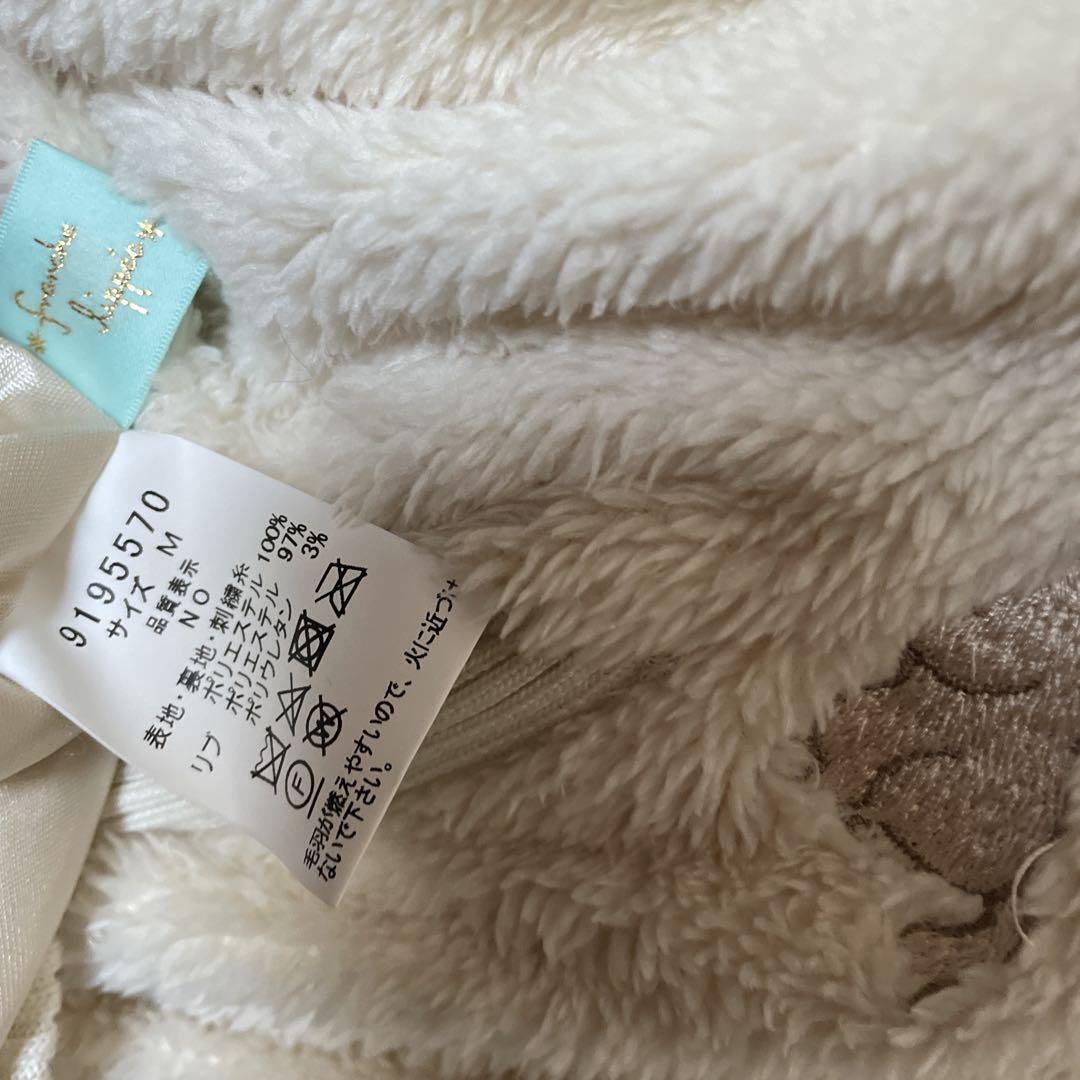 franche
lippée
9195570
サイズ M
品質表示
NO
表地・裏地・刺繍糸
ポリエステル 100%
リブ ポリエステル 97%
ポリウレタン 3%
F
毛羽が燃えやすいので、火に近づ
ないで下さい。